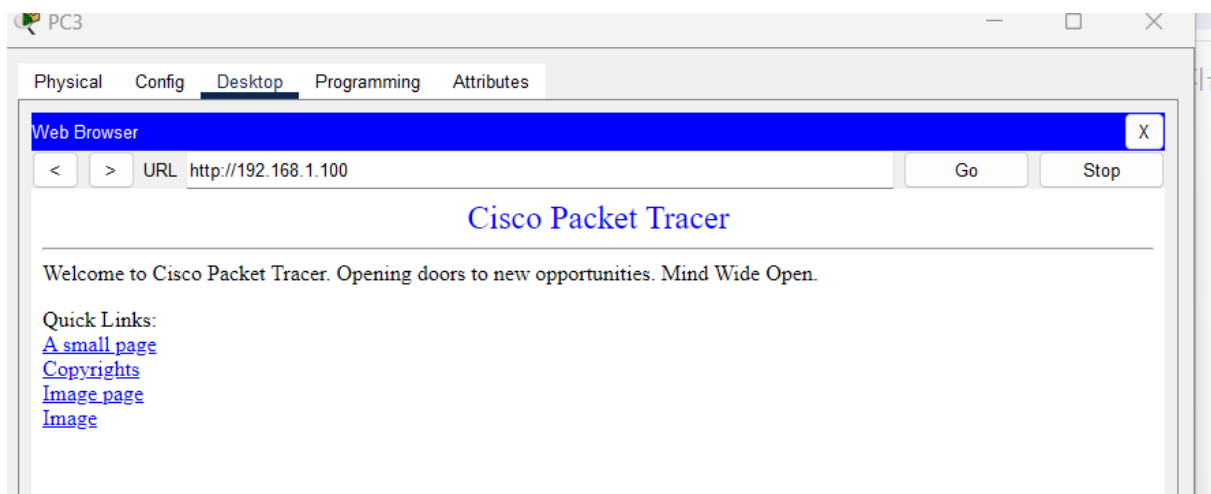 PC3
Physical Config Desktop Programming Attributes
Web Browser X
< > URL http://192.168.1.100 Go Stop
Cisco Packet Tracer
Welcome to Cisco Packet Tracer. Opening doors to new opportunities. Mind Wide Open.
Quick Links:
A small page
Copyrights
Image page
Image